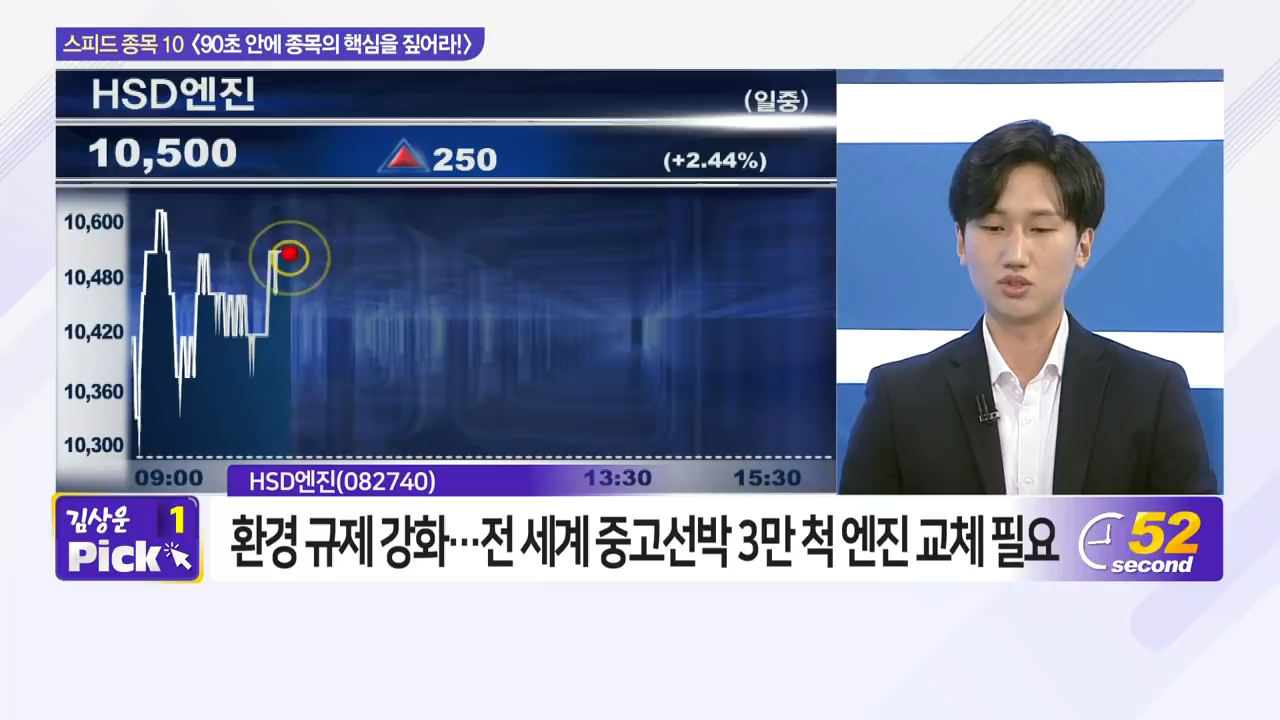 스피드 종목 10 〈90초 안에 종목의 핵심을 짚어라!〉
HSD엔진
(일중)
10,500 ▲ 250 (+2.44%)
10,600
10,480
10,420
10,360
10,300
09:00 13:30 15:30
HSD엔진(082740)
김상운 1
Pick
환경 규제 강화…전 세계 중고선박 3만 척 엔진 교체 필요
52
second